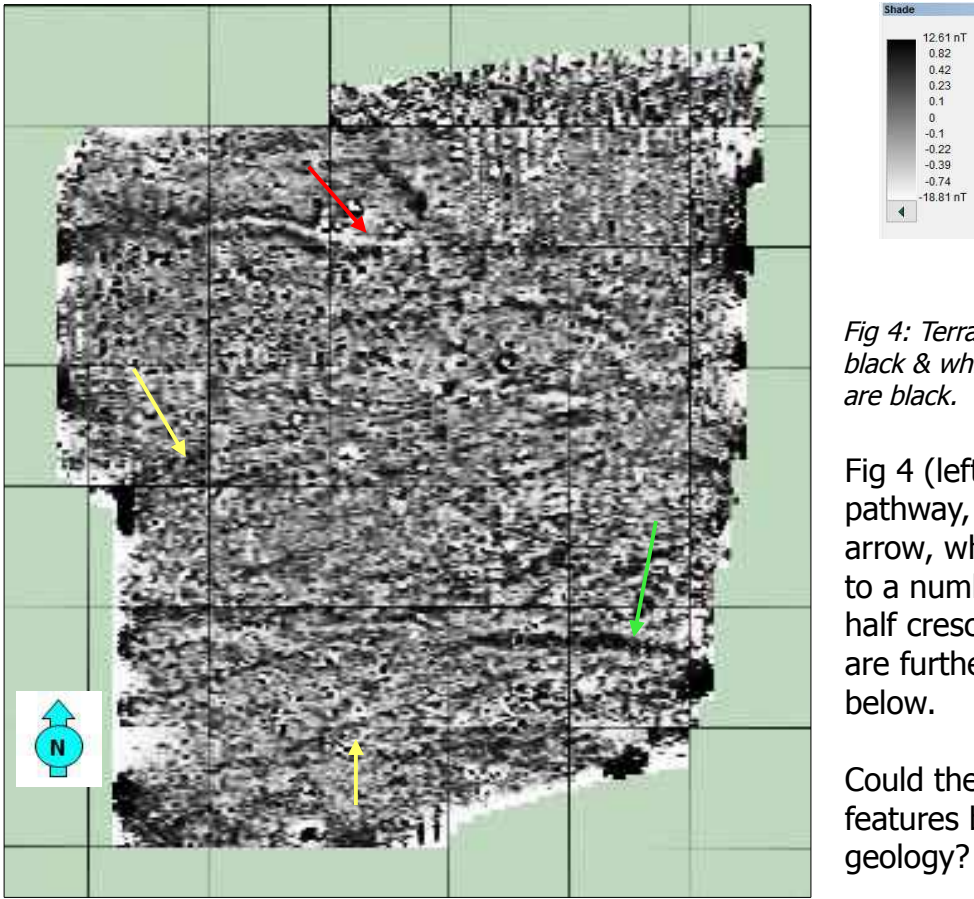 Shade
12.61 nT
0.82
0.42
0.23
0.1
0
-0.1
-0.22
-0.39
-0.74
-18.81 nT
N
Fig 4: Terra
black & wh
are black.
Fig 4 (left
pathway,
arrow, wh
to a num
half cresc
are furthe
below.
Could the
features
geology?